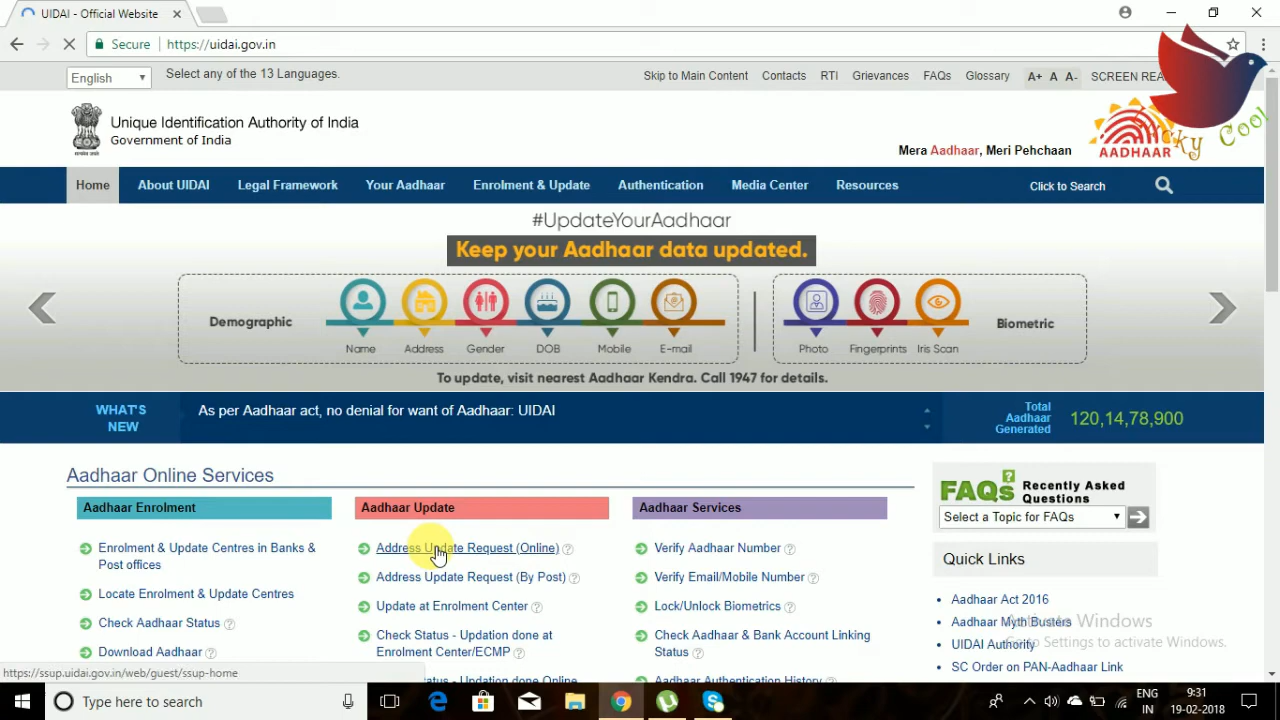 UIDAI - Official Website
Secure https://uidai.gov.in
English
Select any of the 13 Languages.
Skip to Main Content Contacts RTI Grievances FAQs Glossary A+ A A- SCREEN REA
Unique Identification Authority of India
Government of India
Mera Aadhaar, Meri Pehchaan
AADHAAR
Cool
Home About UIDAI Legal Framework Your Aadhaar Enrolment & Update Authentication Media Center Resources Click to Search
#UpdateYourAadhaar
Keep your Aadhaar data updated.
Demographic
Name Address Gender DOB Mobile E-mail
Photo Fingerprints Iris Scan
Biometric
To update, visit nearest Aadhaar Kendra. Call 1947 for details.
WHAT'S
NEW
As per Aadhaar act, no denial for want of Aadhaar: UIDAI
Total
Aadhaar
Generated
120,14,78,900
Aadhaar Online Services
Aadhaar Enrolment
Enrolment & Update Centres in Banks &
Post offices
Locate Enrolment & Update Centres
Check Aadhaar Status
Download Aadhaar
Aadhaar Update
Address Update Request (Online)
Address Update Request (By Post)
Update at Enrolment Center
Check Status - Updation done at
Enrolment Center/ECMP
Status - Updation done Online
Aadhaar Services
Verify Aadhaar Number
Verify Email/Mobile Number
Lock/Unlock Biometrics
Check Aadhaar & Bank Account Linking
Status
Aadhaar Authentication History
FAQs Recently Asked
Questions
Select a Topic for FAQs
Quick Links
Aadhaar Act 2016
Aadhaar Myth Busters
UIDAI Authority
SC Order on PAN-Aadhaar Link
Activate Windows
Go to Settings to activate Windows.
https://ssup.uidai.gov.in/web/guest/ssup-home
Type here to search
ENG
IN
9:31
19-02-2018